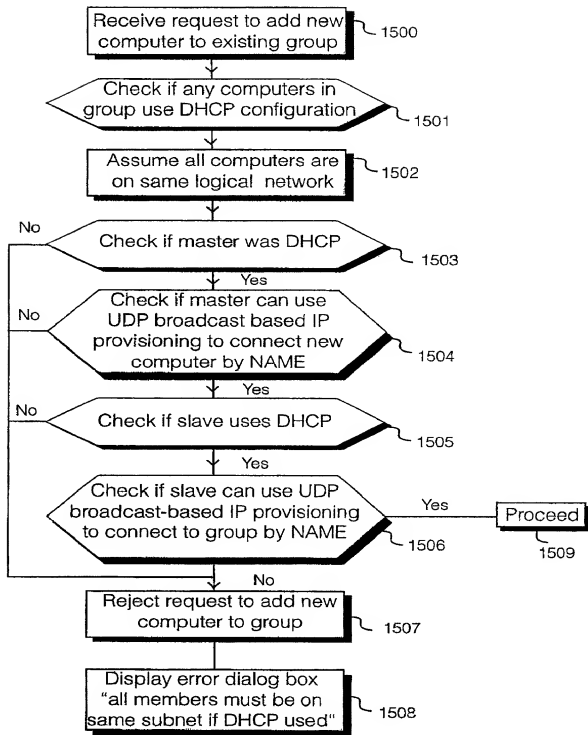 Receive request to add new
computer to existing group
1500
Check if any computers in
group use DHCP configuration
1501
Assume all computers are
on same logical network
1502
No
Check if master was DHCP
1503
Yes
No
Check if master can use
UDP broadcast based IP
provisioning to connect new
computer by NAME
1504
Yes
No
Check if slave uses DHCP
1505
Yes
Check if slave can use UDP
broadcast-based IP provisioning
to connect to group by NAME
1506
Yes
Proceed
1509
No
Reject request to add new
computer to group
1507
Display error dialog box
“all members must be on
same subnet if DHCP used"
1508